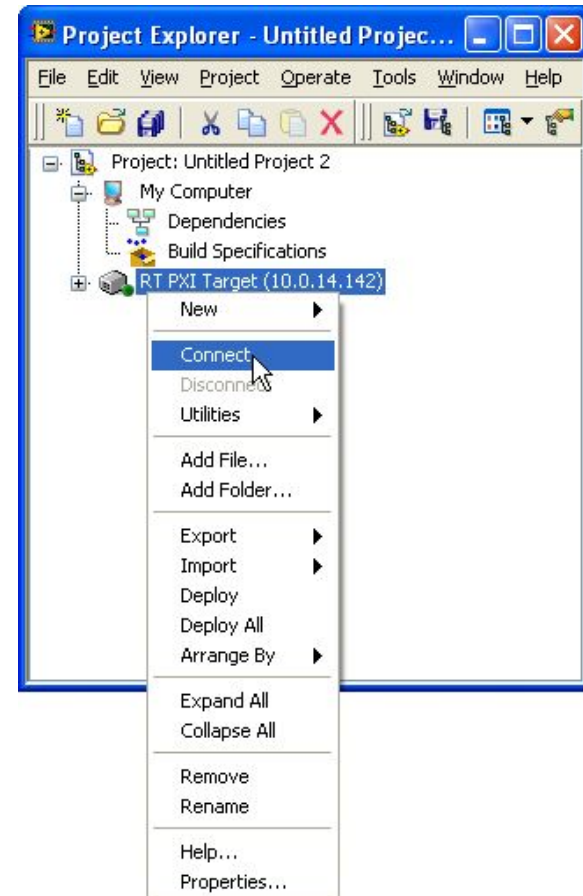 Project Explorer - Untitled Projec...
File Edit View Project Operate Tools Window Help
Project: Untitled Project 2
My Computer
Dependencies
Build Specifications
RT PXI Target (10.0.14.142)
New
Connect
Disconnect
Utilities
Add File...
Add Folder...
Export
Import
Deploy
Deploy All
Arrange By
Expand All
Collapse All
Remove
Rename
Help...
Properties...